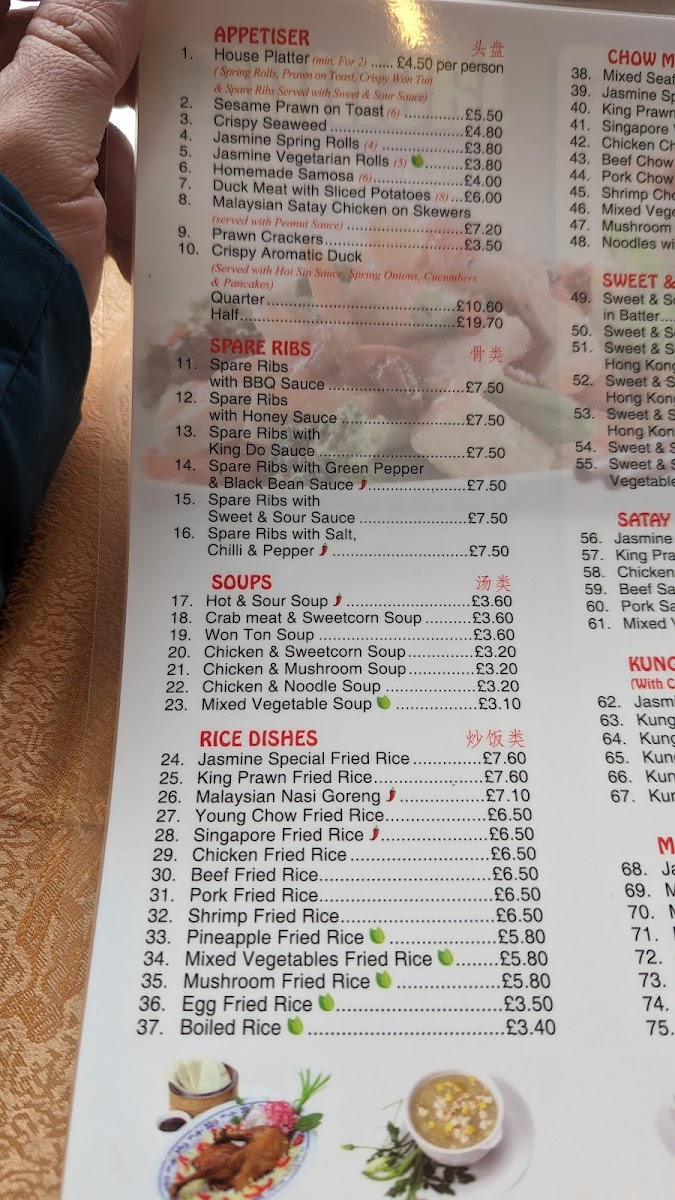 APPETISER 头盘
1. House Platter (min. For 2) ...... £4.50 per person
( Spring Rolls, Prawn on Toast, Crispy Won Tun
& Spare Ribs Served with Sweet & Sour Sauce)
2. Sesame Prawn on Toast (6) ..............£5.50
3. Crispy Seaweed ..........................£4.80
4. Jasmine Spring Rolls (4) ...................£3.80
5. Jasmine Vegetarian Rolls (5) .........£3.80
6. Homemade Samosa (6)....................£4.00
7. Duck Meat with Sliced Potatoes (8) ...£6.00
8. Malaysian Satay Chicken on Skewers
(served with Peanut Sauce) .......................£7.20
9. Prawn Crackers............................£3.50
10. Crispy Aromatic Duck
(Served with Hoi Sin Sauce, Spring Onions, Cucumbers
& Pancakes)
Quarter........................................£10.60
Half..............................................£19.70
SPARE RIBS 骨类
11. Spare Ribs
with BBQ Sauce .............................£7.50
12. Spare Ribs
with Honey Sauce ..........................£7.50
13. Spare Ribs with
King Do Sauce ...............................£7.50
14. Spare Ribs with Green Pepper
& Black Bean Sauce ....................£7.50
15. Spare Ribs with
Sweet & Sour Sauce .......................£7.50
16. Spare Ribs with Salt,
Chilli & Pepper .............................£7.50
SOUPS 汤类
17. Hot & Sour Soup ..........................£3.60
18. Crab meat & Sweetcorn Soup ..........£3.60
19. Won Ton Soup ................................£3.60
20. Chicken & Sweetcorn Soup..............£3.20
21. Chicken & Mushroom Soup..............£3.20
22. Chicken & Noodle Soup ...................£3.20
23. Mixed Vegetable Soup .................£3.10
RICE DISHES 炒饭类
24. Jasmine Special Fried Rice ..............£7.60
25. King Prawn Fried Rice......................£7.60
26. Malaysian Nasi Goreng .................£7.10
27. Young Chow Fried Rice....................£6.50
28. Singapore Fried Rice .....................£6.50
29. Chicken Fried Rice ...........................£6.50
30. Beef Fried Rice.................................£6.50
31. Pork Fried Rice.................................£6.50
32. Shrimp Fried Rice.............................£6.50
33. Pineapple Fried Rice .....................£5.80
34. Mixed Vegetables Fried Rice ........£5.80
35. Mushroom Fried Rice ....................£5.80
36. Egg Fried Rice...............................£3.50
37. Boiled Rice ...................................£3.40
CHOW M
38. Mixed Seaf
39. Jasmine Sp
40. King Prawn
41. Singapore
42. Chicken Ch
43. Beef Chow
44. Pork Chow
45. Shrimp Cho
46. Mixed Vege
47. Mushroom
48. Noodles wi
SWEET &
49. Sweet & So
in Batter....
50. Sweet & So
51. Sweet & S
Hong Kong
52. Sweet & S
Hong Kon
53. Sweet & S
Hong Kon
54. Sweet & S
55. Sweet & S
Vegetable
SATAY
56. Jasmine
57. King Pra
58. Chicken
59. Beef Sa
60. Pork Sa
61. Mixed V
KUNG
(With C
62. Jasm
63. Kung
64. Kung
65. Kun
66. Kun
67. Kun
M
68. Ja
69. M
70. M
71.
72.
73.
74.
75.